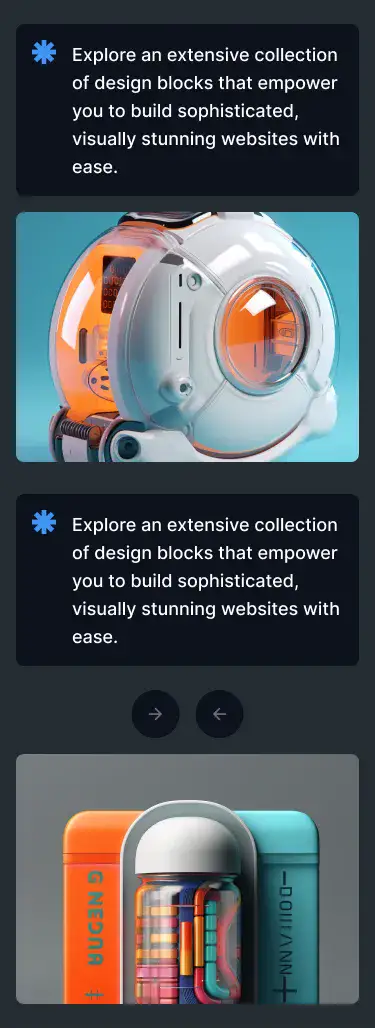 Explore an extensive collection
of design blocks that empower
you to build sophisticated,
visually stunning websites with
ease.
Explore an extensive collection
of design blocks that empower
you to build sophisticated,
visually stunning websites with
ease.